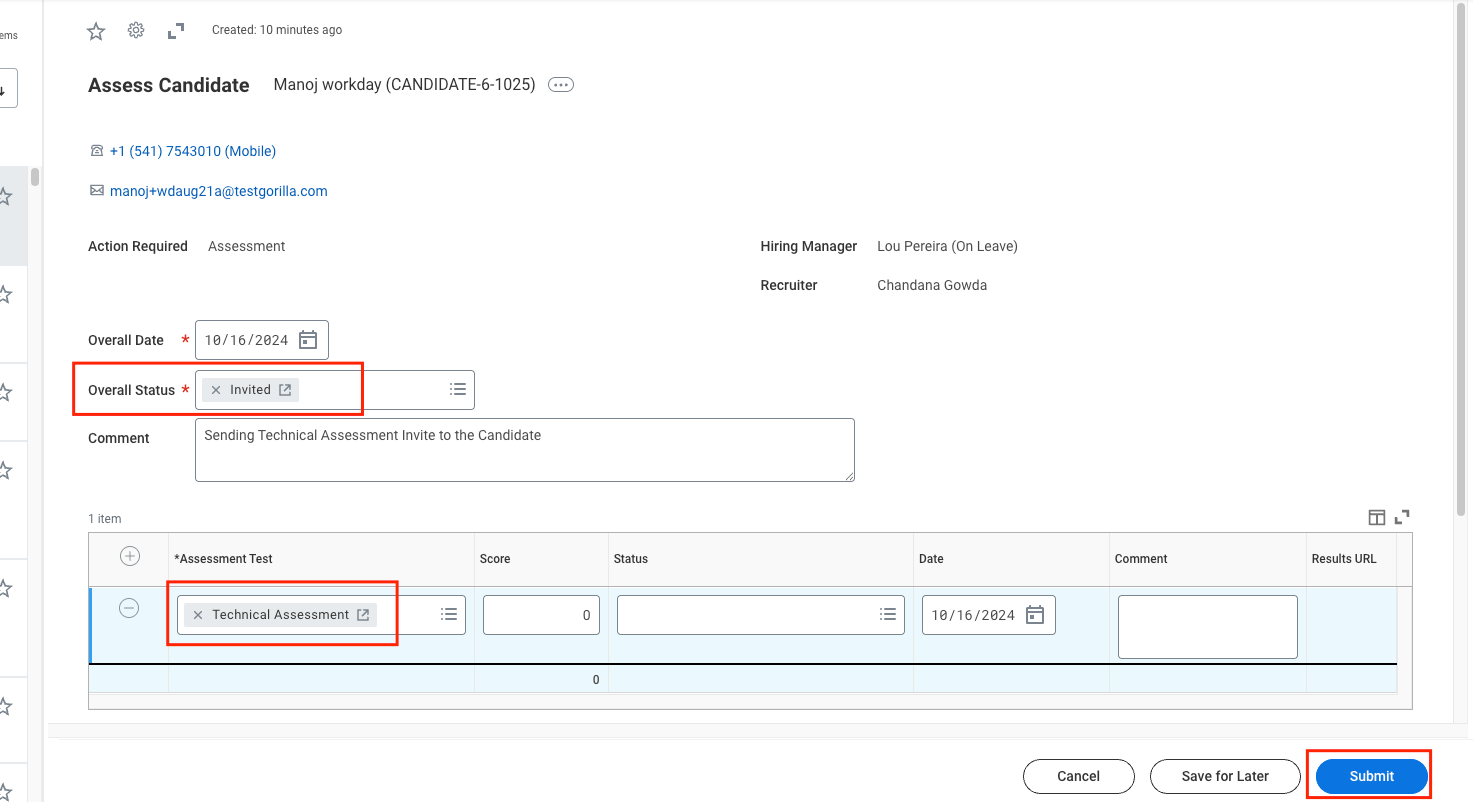 ems
Created: 10 minutes ago
Assess Candidate Manoj workday (CANDIDATE-6-1025)
+1 (541) 7543010 (Mobile)
manoj+wdaug21a@testgorilla.com
Action Required Assessment Hiring Manager Lou Pereira (On Leave)
Recruiter Chandana Gowda
Overall Date * 10/16/2024
Overall Status * Invited
Comment Sending Technical Assessment Invite to the Candidate
1 item
*Assessment Test Score Status Date Comment Results URL
Technical Assessment 0 10/16/2024
0
Cancel Save for Later Submit